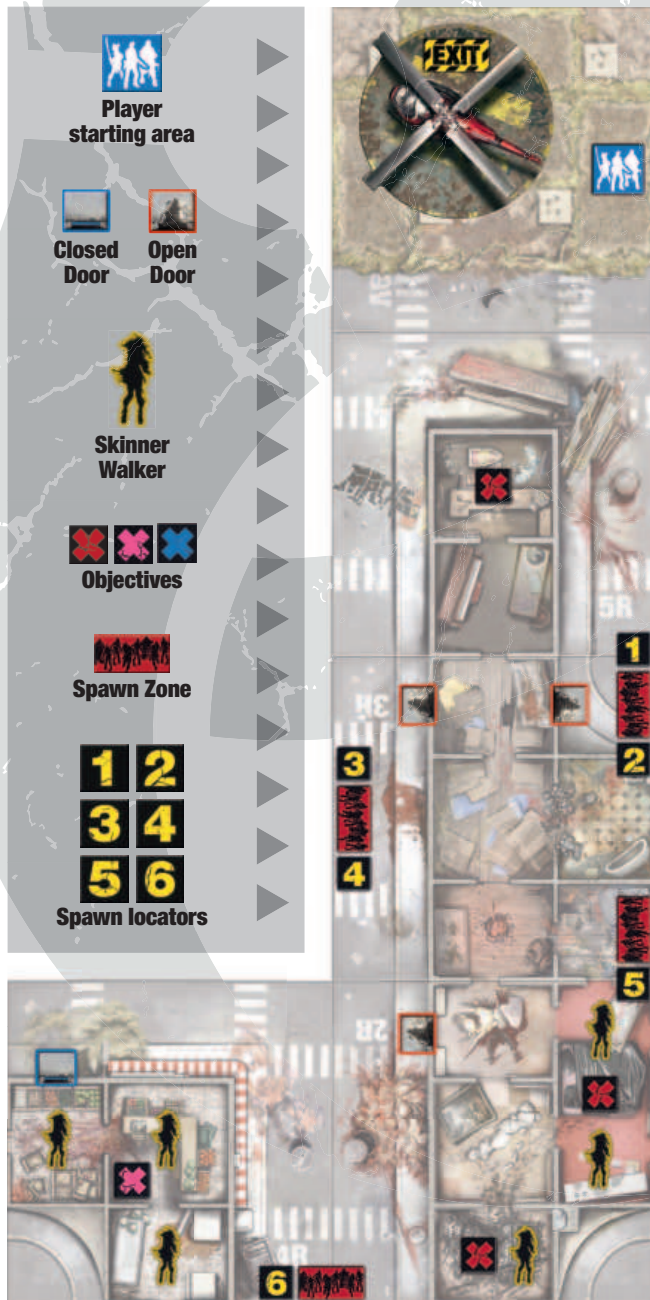 Player
starting area
Closed
Door
Open
Door
Skinner
Walker
Objectives
Spawn Zone
1 2
3 4
5 6
Spawn locators
EXIT
5R
1
2
3
4
5
2R
6
4R